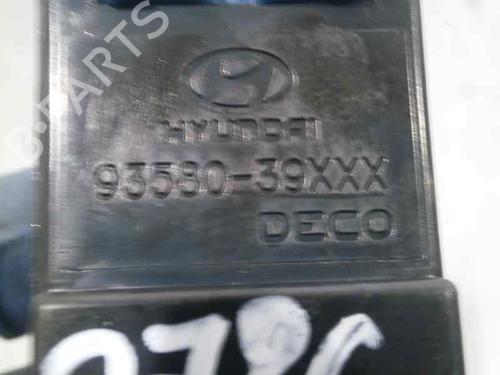 B-PARTS
HYUNDAI
93580-39XXX
DECO